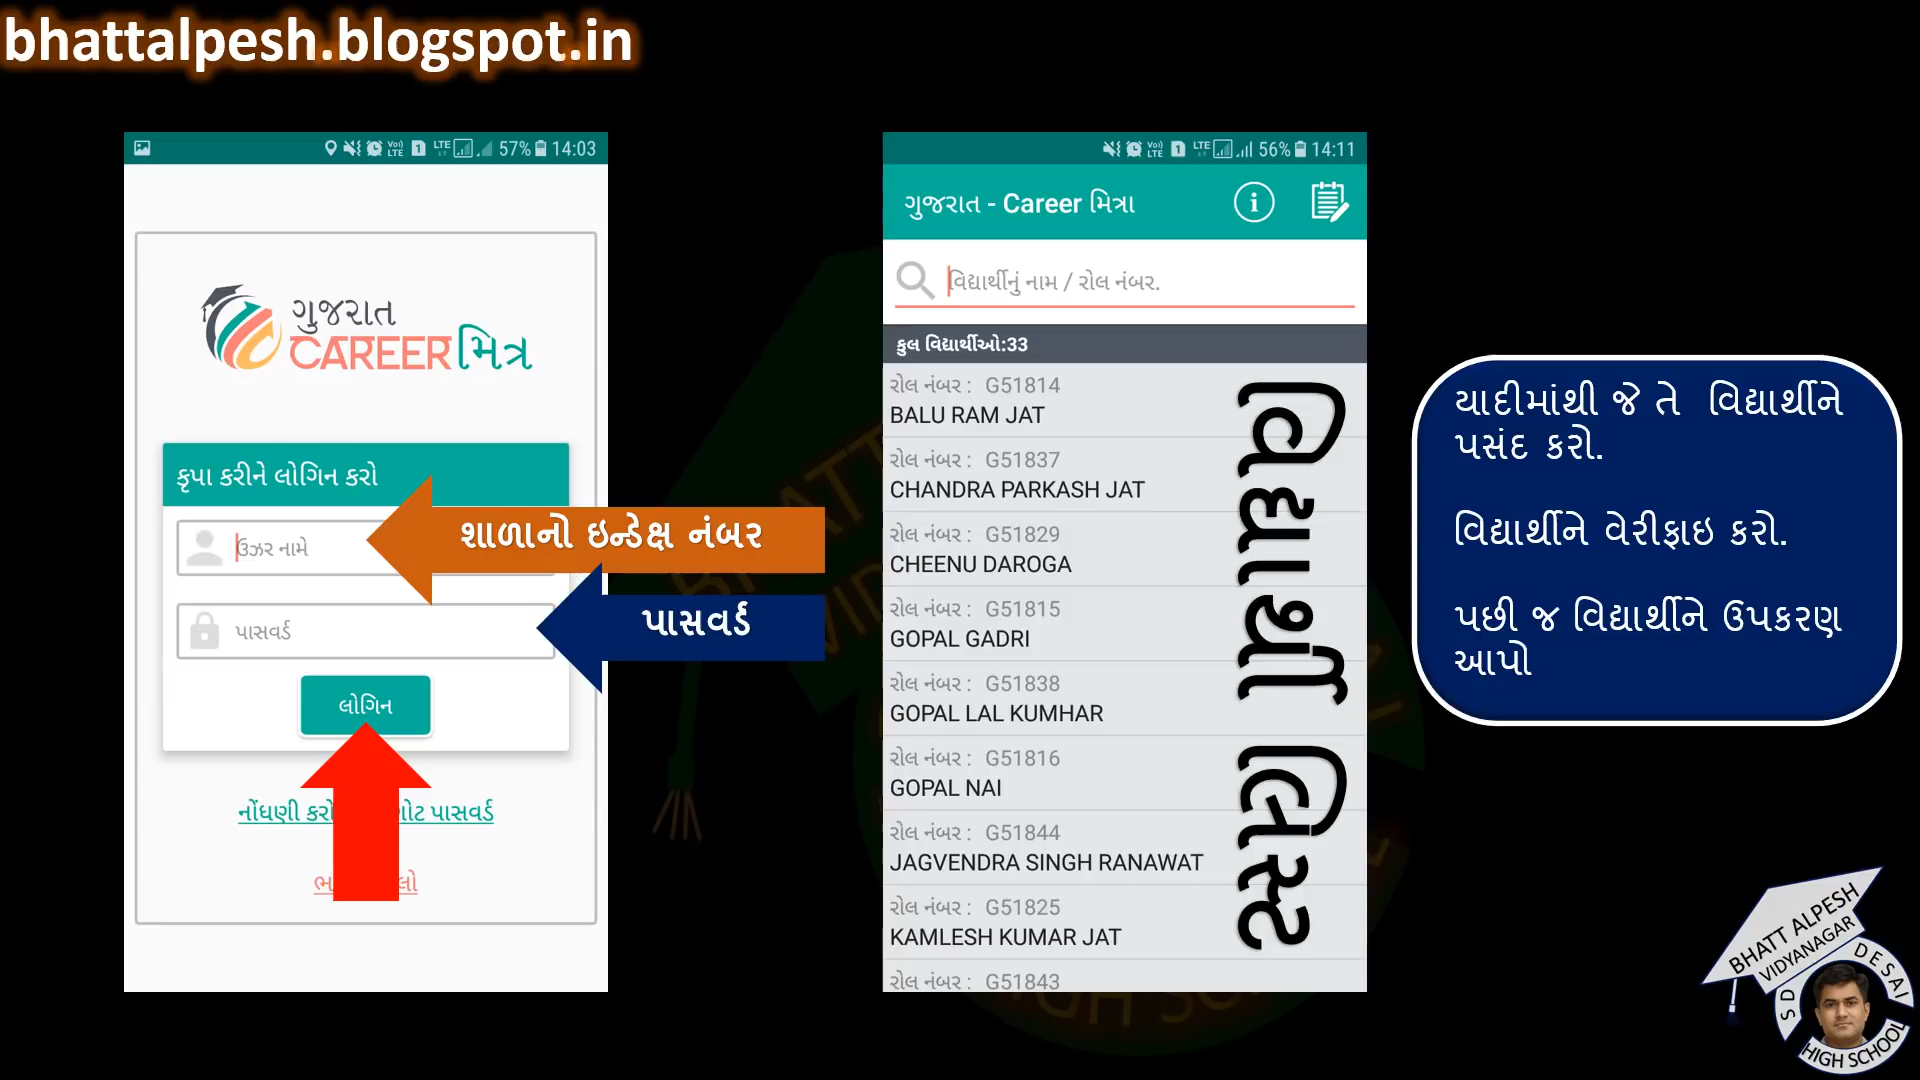 bhattalpesh.blogspot.in
57% 14:03
ગુજરાત
CAREER મિત્ર
કૃપા કરીને લોગિન કરો
ઉઝર નામે
શાળાનો ઇન્ડેક્ષ નંબર
પાસવર્ડ
પાસવર્ડ
લોગિન
નોંધણી કરો
ગોટ પાસવર્ડ
56% 14:11
ગુજરાત - Career મિત્રા
વિદ્યાર્થીનું નામ / રોલ નંબર.
કુલ વિદ્યાર્થીઓ:33
રોલ નંબર : G51814
BALU RAM JAT
રોલ નંબર : G51837
CHANDRA PARKASH JAT
રોલ નંબર : G51829
CHEENU DAROGA
રોલ નંબર : G51815
GOPAL GADRI
રોલ નંબર : G51838
GOPAL LAL KUMHAR
રોલ નંબર : G51816
GOPAL NAI
રોલ નંબર : G51844
JAGVENDRA SINGH RANAWAT
રોલ નંબર : G51825
KAMLESH KUMAR JAT
રોલ નંબર : G51843
વિદ્યાર્થી લિસ્ટ
યાદીમાંથી જે તે વિદ્યાર્થીને
પસંદ કરો.
વિદ્યાર્થીને વેરીફાઇ કરો.
પછી જ વિદ્યાર્થીને ઉપકરણ
આપો
BHATT ALPESH
VIDYANAGAR
S D DESAI
HIGH SCHOOL